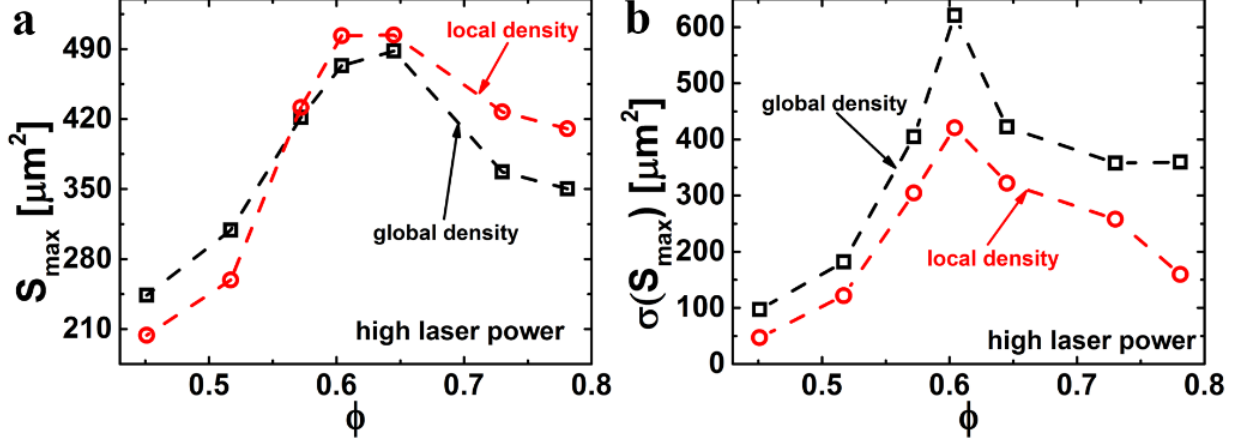 a
S_max [μm²]
490
420
350
280
210
local density
global density
high laser power
0.5 0.6 0.7 0.8
ϕ
b
σ(S_max) [μm²]
600
500
400
300
200
100
0
global density
local density
high laser power
0.5 0.6 0.7 0.8
ϕ